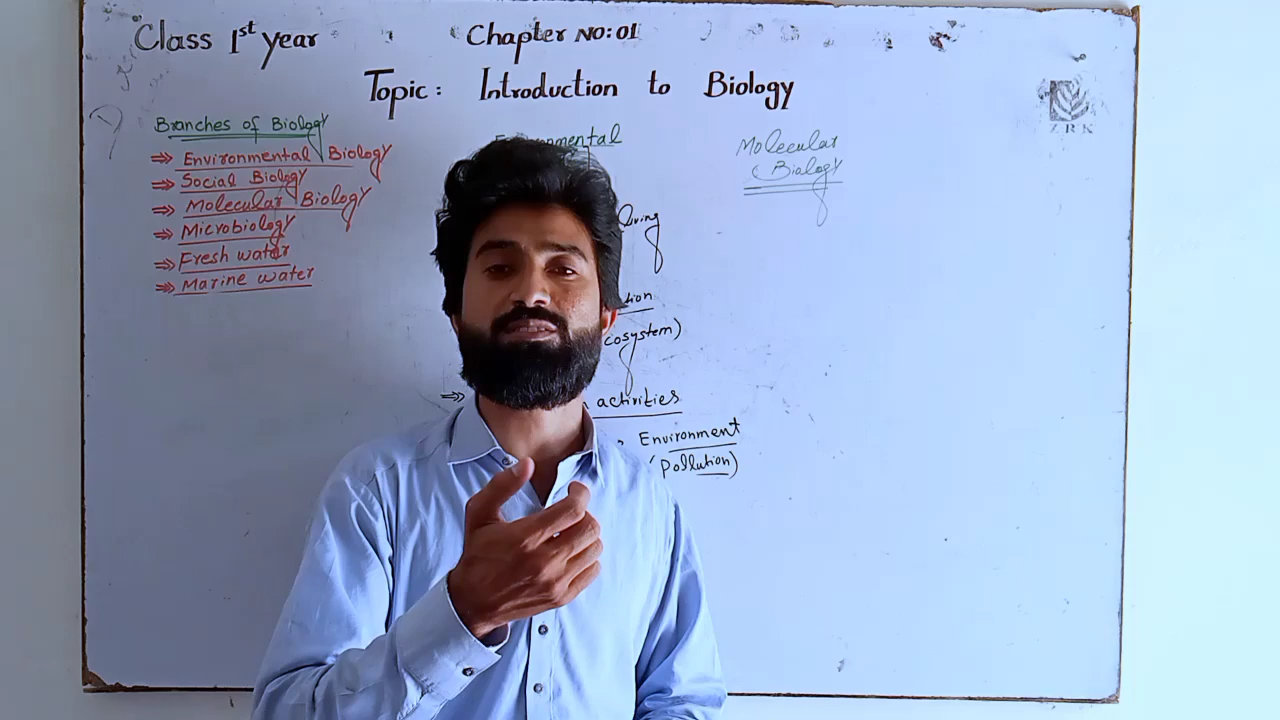 Class 1st year
Chapter NO:01
Topic: Introduction to Biology
Branches of Biology
⇒ Environmental Biology
⇒ Social Biology
⇒ Molecular Biology
⇒ Microbiology
⇒ Fresh water
⇒ Marine water
living
cosystem)
⇒ activities
, Environment
(pollution)
Molecular
Biology
ZRK